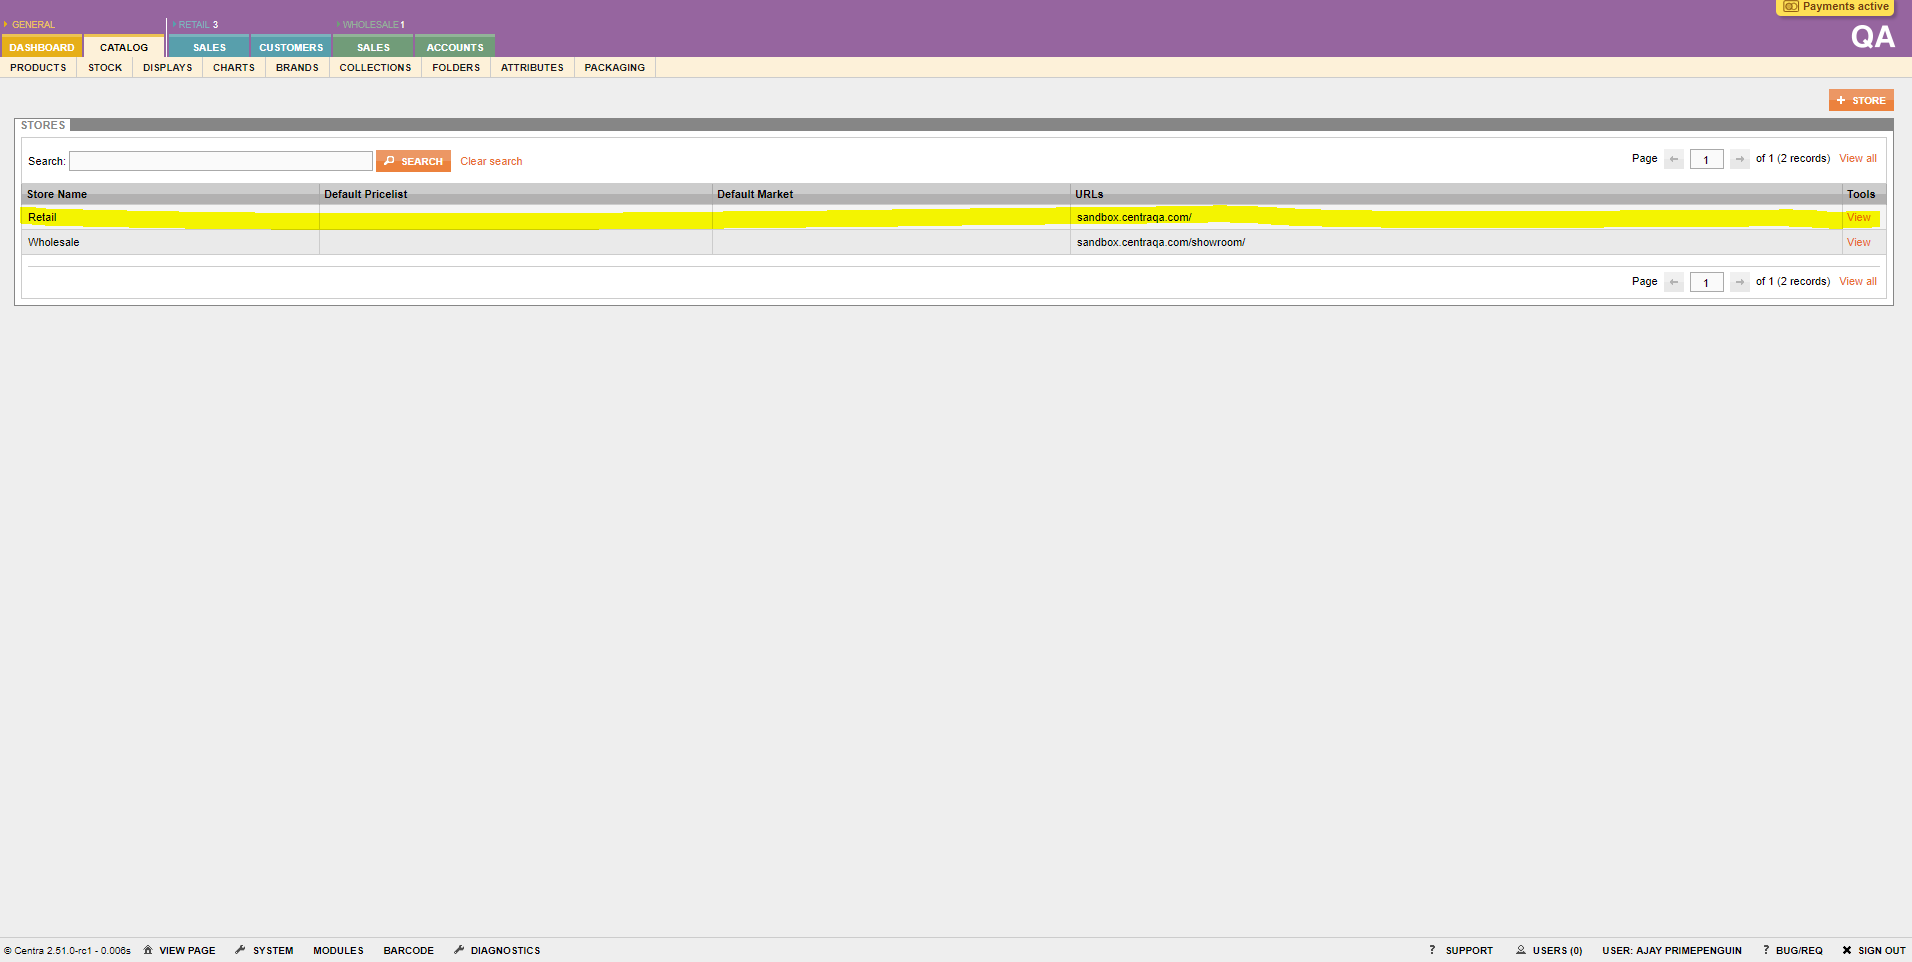 Payments active
GENERAL RETAIL 3 WHOLESALE 1
QA
DASHBOARD CATALOG SALES CUSTOMERS SALES ACCOUNTS
PRODUCTS STOCK DISPLAYS CHARTS BRANDS COLLECTIONS FOLDERS ATTRIBUTES PACKAGING
+ STORE
STORES
Search: SEARCH Clear search Page ← 1 → of 1 (2 records) View all
Store Name Default Pricelist Default Market URLs Tools
Retail sandbox.centraqa.com/ View
Wholesale sandbox.centraqa.com/showroom/ View
Page ← 1 → of 1 (2 records) View all
© Centra 2.51.0-rc1 - 0.006s VIEW PAGE SYSTEM MODULES BARCODE DIAGNOSTICS ? SUPPORT USERS (0) USER: AJAY PRIMEPENGUIN ? BUG/REQ SIGN OUT